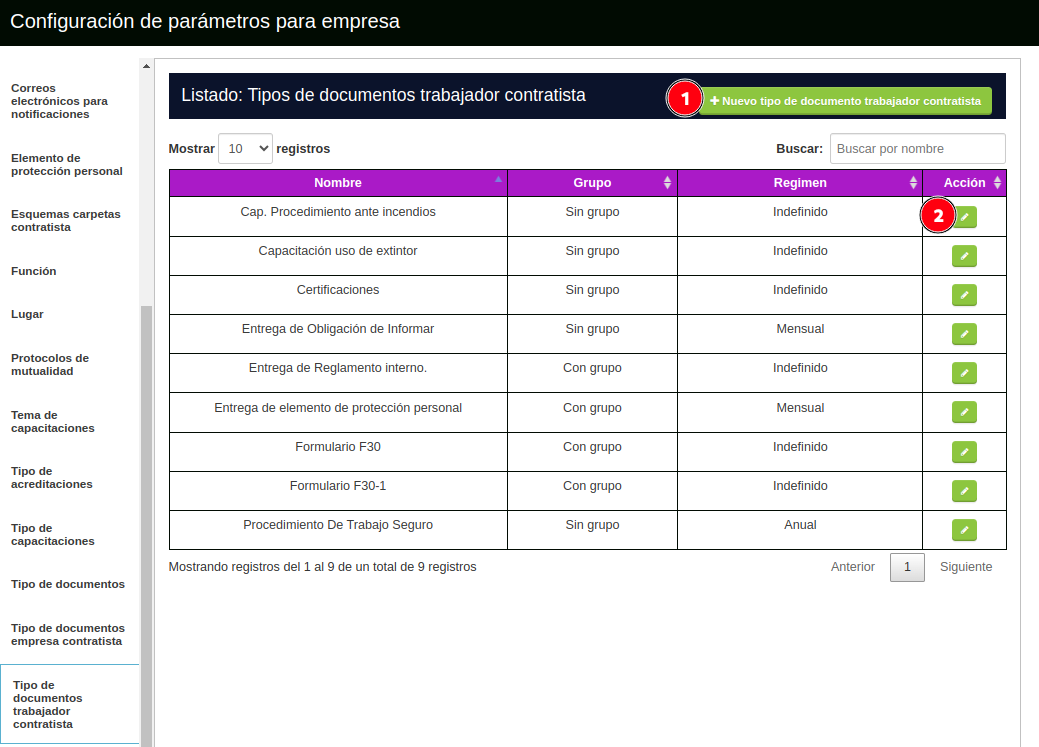 Configuración de parámetros para empresa
Correos
electrónicos para
notificaciones
Elemento de
protección personal
Esquemas carpetas
contratista
Función
Lugar
Protocolos de
mutualidad
Tema de
capacitaciones
Tipo de
acreditaciones
Tipo de
capacitaciones
Tipo de documentos
Tipo de documentos
empresa contratista
Tipo de
documentos
trabajador
contratista
Listado: Tipos de documentos trabajador contratista
1
+ Nuevo tipo de documento trabajador contratista
Mostrar 10 registros
Buscar: Buscar por nombre
Nombre Grupo Regimen Acción
Cap. Procedimiento ante incendios Sin grupo Indefinido 2
Capacitación uso de extintor Sin grupo Indefinido
Certificaciones Sin grupo Indefinido
Entrega de Obligación de Informar Sin grupo Mensual
Entrega de Reglamento interno. Con grupo Indefinido
Entrega de elemento de protección personal Con grupo Mensual
Formulario F30 Con grupo Indefinido
Formulario F30-1 Con grupo Indefinido
Procedimiento De Trabajo Seguro Sin grupo Anual
Mostrando registros del 1 al 9 de un total de 9 registros
Anterior 1 Siguiente